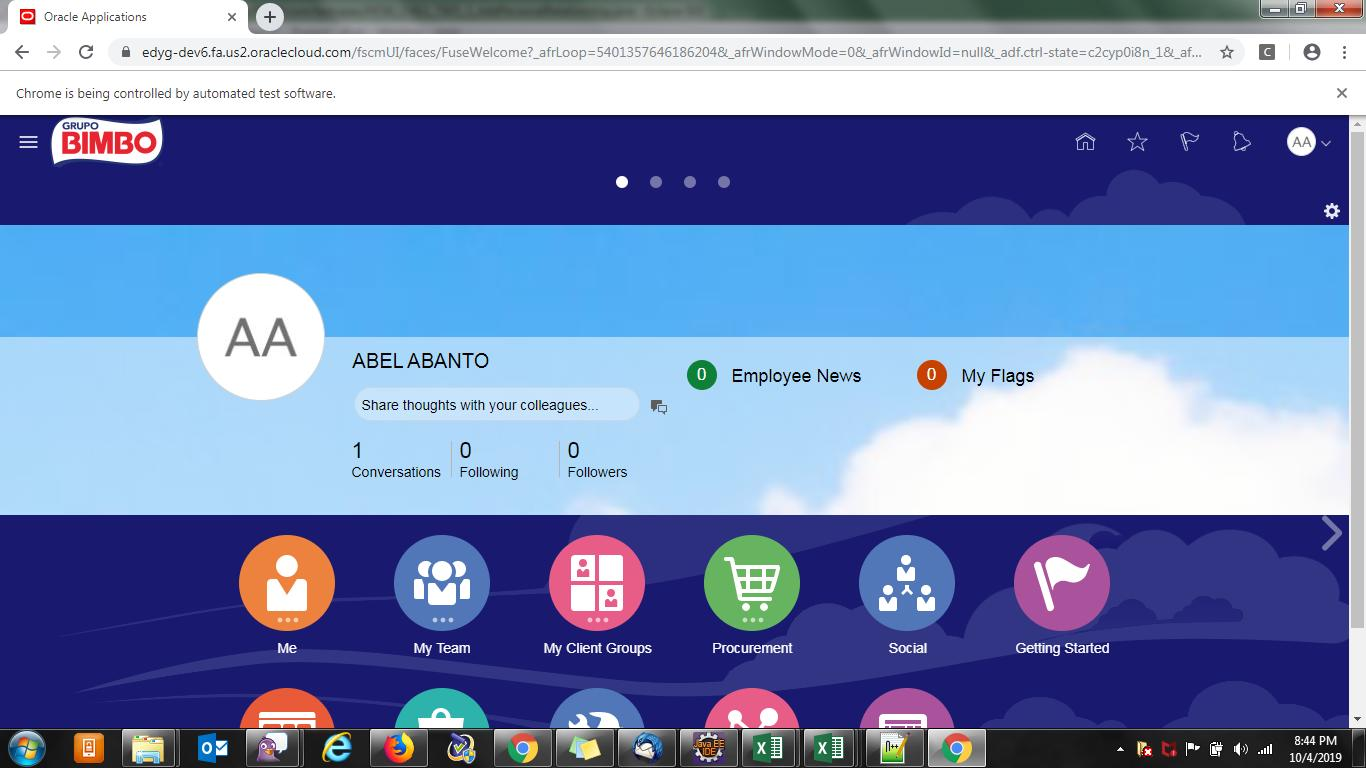 Oracle Applications
edyg-dev6.fa.us2.oraclecloud.com/fscmUI/faces/FuseWelcome?_afrLoop=5401357646186204&_afrWindowMode=0&_afrWindowId=null&_adf.ctrl-state=c2cyp0i8n_1&_af...
C
Chrome is being controlled by automated test software.
GRUPO
BIMBO
AA
AA
ABEL ABANTO
Share thoughts with your colleagues...
1
Conversations
0
Following
0
Followers
0 Employee News
0 My Flags
Me
My Team
My Client Groups
Procurement
Social
Getting Started
Java EE
IDE
8:44 PM
10/4/2019